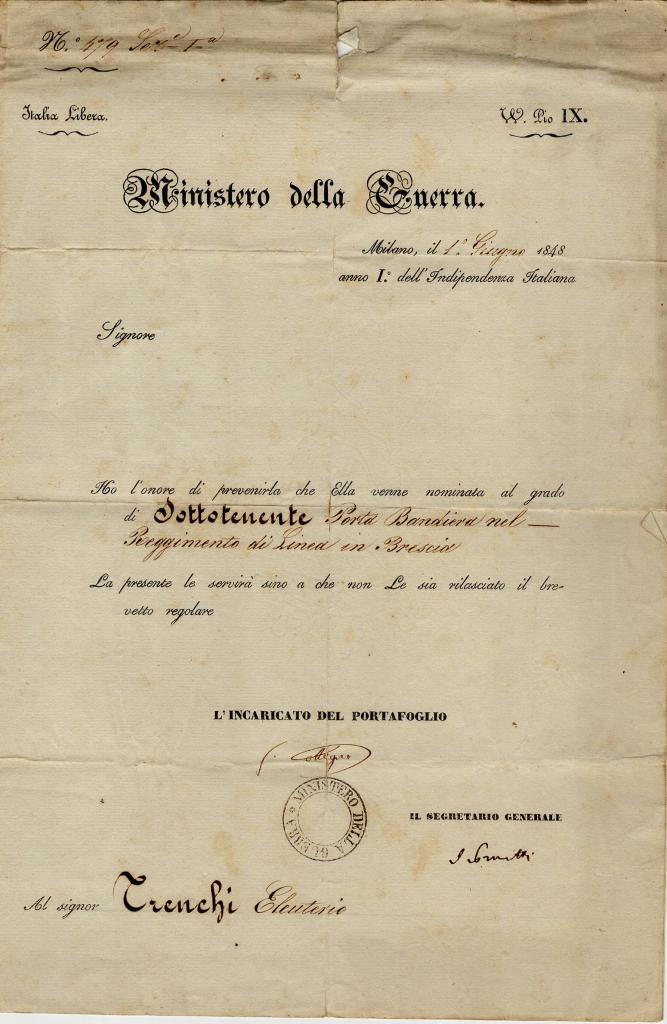 N.° 479 Sez.e I.a
Italia Libera.
W. Pio IX.
Ministero della Guerra.
Milano, il 1.° Giugno 1848
anno I.° dell'Indipendenza Italiana
Signore
Ho l'onore di prevenirla che Ella venne nominata al grado
di Sottotenente Porta Bandiera nel —
Reggimento di Linea in Brescia
La presente le servirà sino a che non Le sia rilasciato il bre-
vetto regolare
L'INCARICATO DEL PORTAFOGLIO
MINISTERO DELLA GUERRA
IL SEGRETARIO GENERALE
Al signor Trenchi Eleuterio